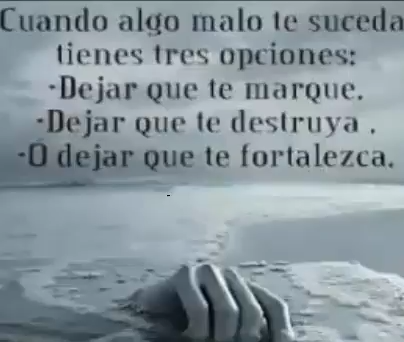 Cuando algo malo te suceda
tienes tres opciones:
-Dejar que te marque.
-Dejar que te destruya .
-Ó dejar que te fortalezca.